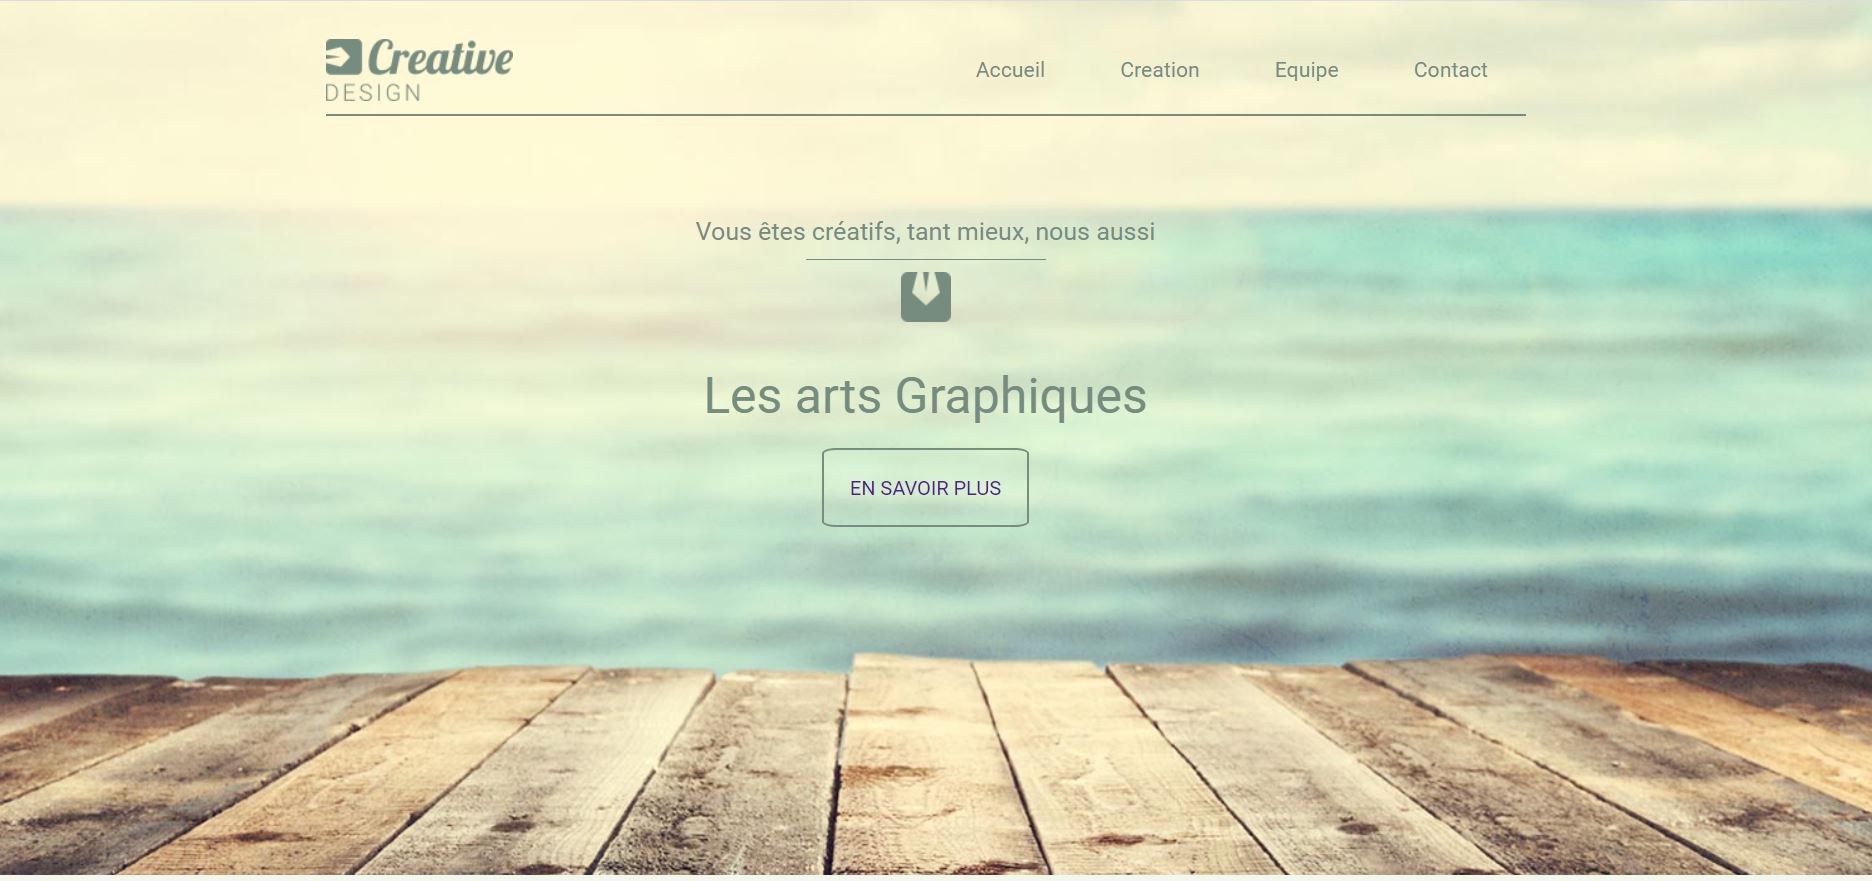 Creative
DESIGN
Accueil Creation Equipe Contact
Vous êtes créatifs, tant mieux, nous aussi
Les arts Graphiques
EN SAVOIR PLUS